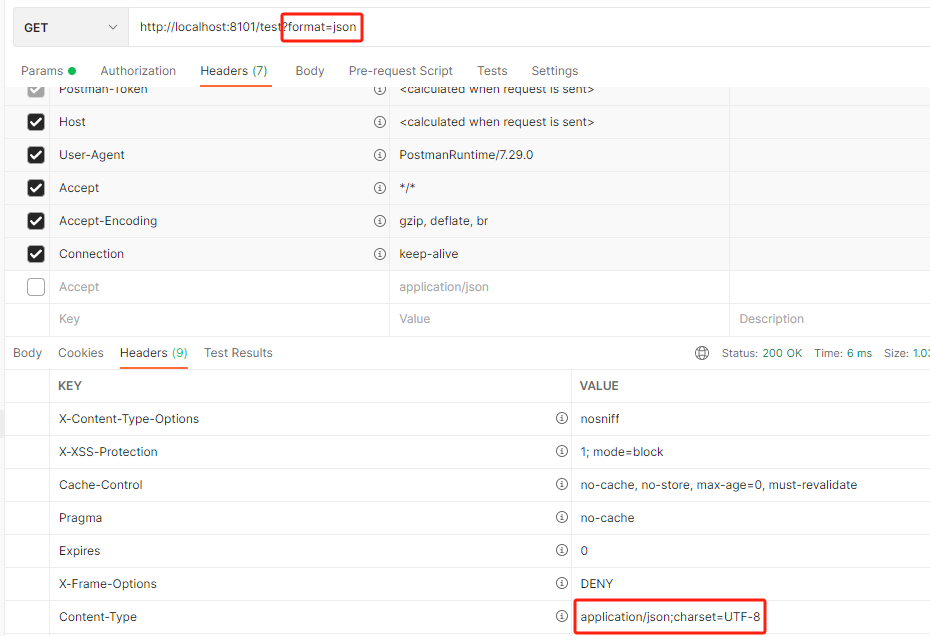 GET http://localhost:8101/test?format=json
Params Authorization Headers (7) Body Pre-request Script Tests Settings
Postman-Token <calculated when request is sent>
Host <calculated when request is sent>
User-Agent PostmanRuntime/7.29.0
Accept */*
Accept-Encoding gzip, deflate, br
Connection keep-alive
Accept application/json
Key Value Description
Body Cookies Headers (9) Test Results Status: 200 OK Time: 6 ms Size:
KEY VALUE
X-Content-Type-Options nosniff
X-XSS-Protection 1; mode=block
Cache-Control no-cache, no-store, max-age=0, must-revalidate
Pragma no-cache
Expires 0
X-Frame-Options DENY
Content-Type application/json;charset=UTF-8